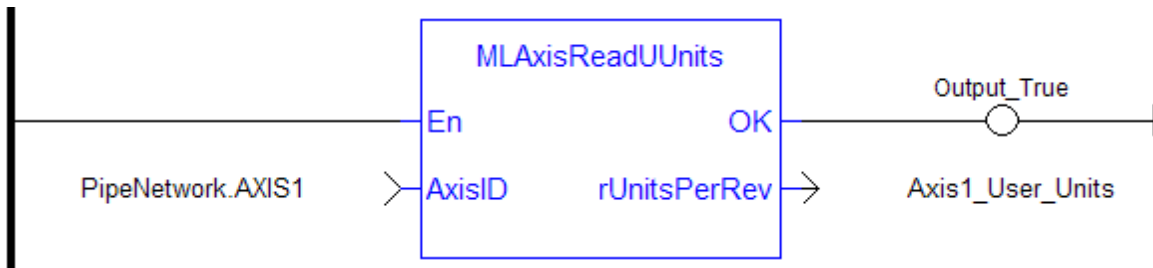 MLAxisReadUUnits
Output_True
En OK
PipeNetwork.AXIS1 AxisID rUnitsPerRev Axis1_User_Units